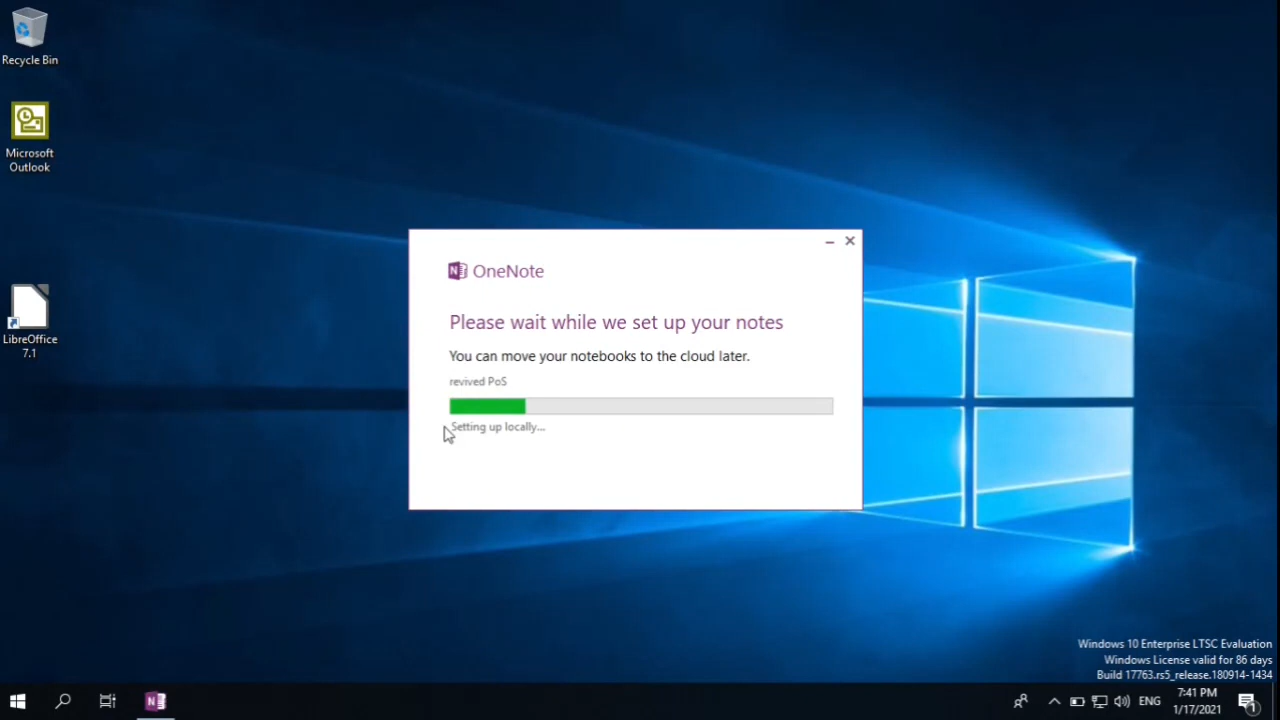 Recycle Bin
Microsoft
Outlook
LibreOffice
7.1
N OneNote
Please wait while we set up your notes
You can move your notebooks to the cloud later.
revived PoS
Setting up locally...
Windows 10 Enterprise LTSC Evaluation
Windows License valid for 86 days
Build 17763.rs5_release.180914-1434
N
ENG
7:41 PM
1/17/2021
1